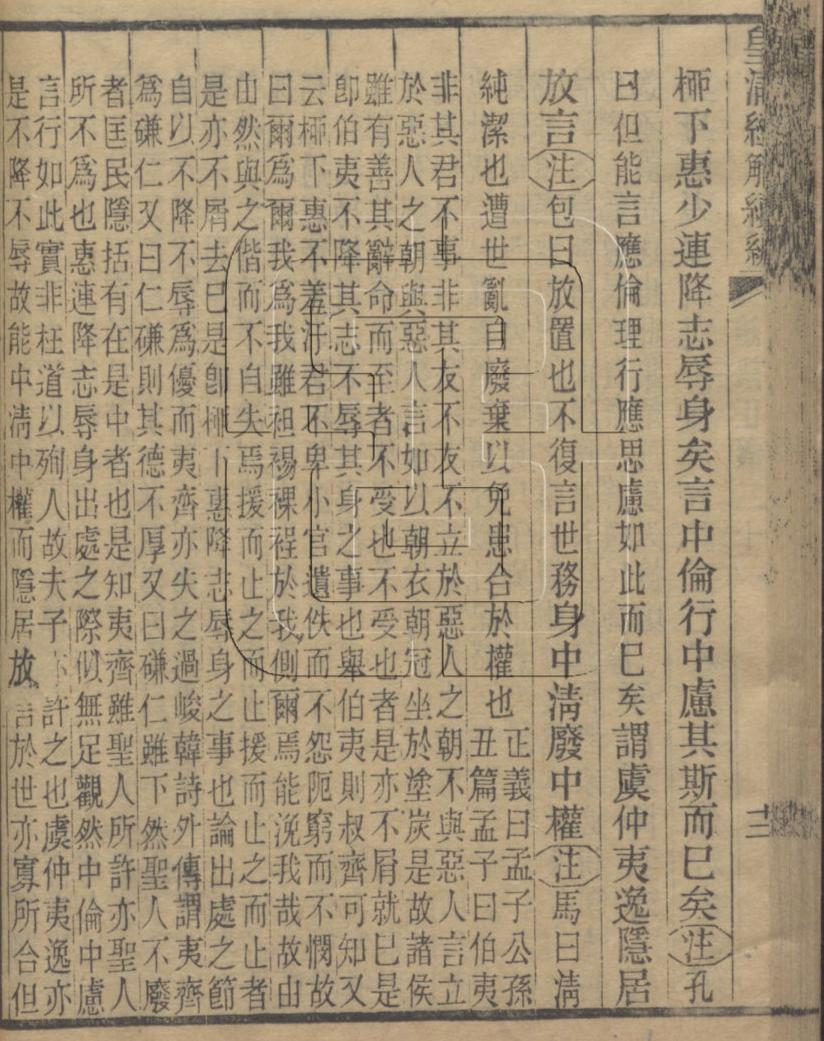 皇清經解續編
桺下惠少連降志辱身矣言中倫行中慮其斯而已矣注孔
曰但能言應倫理行應思慮如此而已矣謂虞仲夷逸隱居
放言注包曰放置也不復言世務身中淸廢中權注馬曰淸
純潔也遭世亂自廢棄以免患合於權也正義曰孟子公孫
丑篇孟子曰伯夷
非其君不事非其友不友不立於惡人之朝不與惡人言立
於惡人之朝與惡人言如以朝衣朝冠坐於塗炭是故諸侯
雖有善其辭命而至者不受也不受也者是亦不屑就已是
卽伯夷不降其志不辱其身之事也舉伯夷則叔齊可知又
云桺下惠不羞汙君不卑小官遺佚而不怨阨窮而不憫故
曰爾爲爾我爲我雖袒裼裸裎於我側爾焉能浼我哉故由
由然與之偕而不自失焉援而止之而止援而止之而止者
是亦不屑去已是卽桺下惠降志辱身之事也論出處之節
自以不降不辱爲優而夷齊亦失之過峻韓詩外傳謂夷齊
爲磏仁又曰仁磏則其德不厚又曰磏仁雖下然聖人不廢
者匡民隱括有在是中者也是知夷齊雖聖人所許亦聖人
所不爲也惠連降志辱身出處之際似無足觀然中倫中慮
言行如此實非枉道以殉人故夫子亦許之也虞仲夷逸亦
是不降不辱故能中淸中權而隱居放言於世亦寡所合但
三